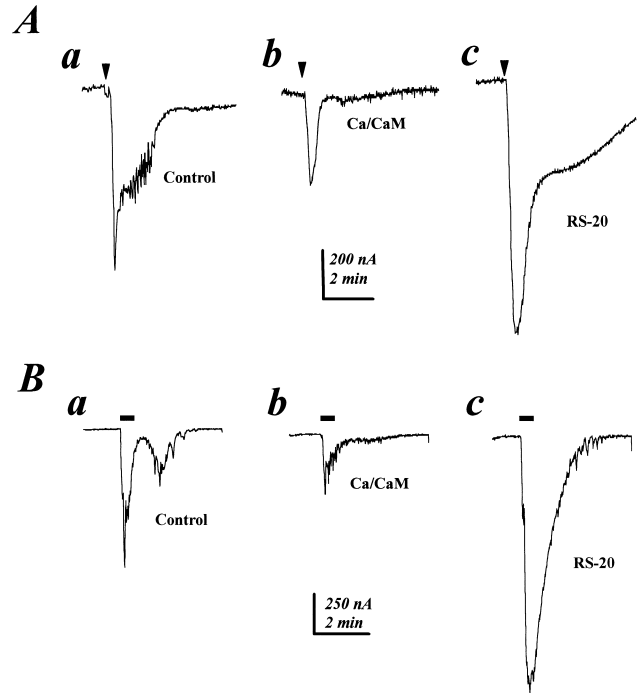 A
a
b
c
Control
Ca/CaM
RS-20
200 nA
2 min
B
a
b
c
Control
Ca/CaM
RS-20
250 nA
2 min